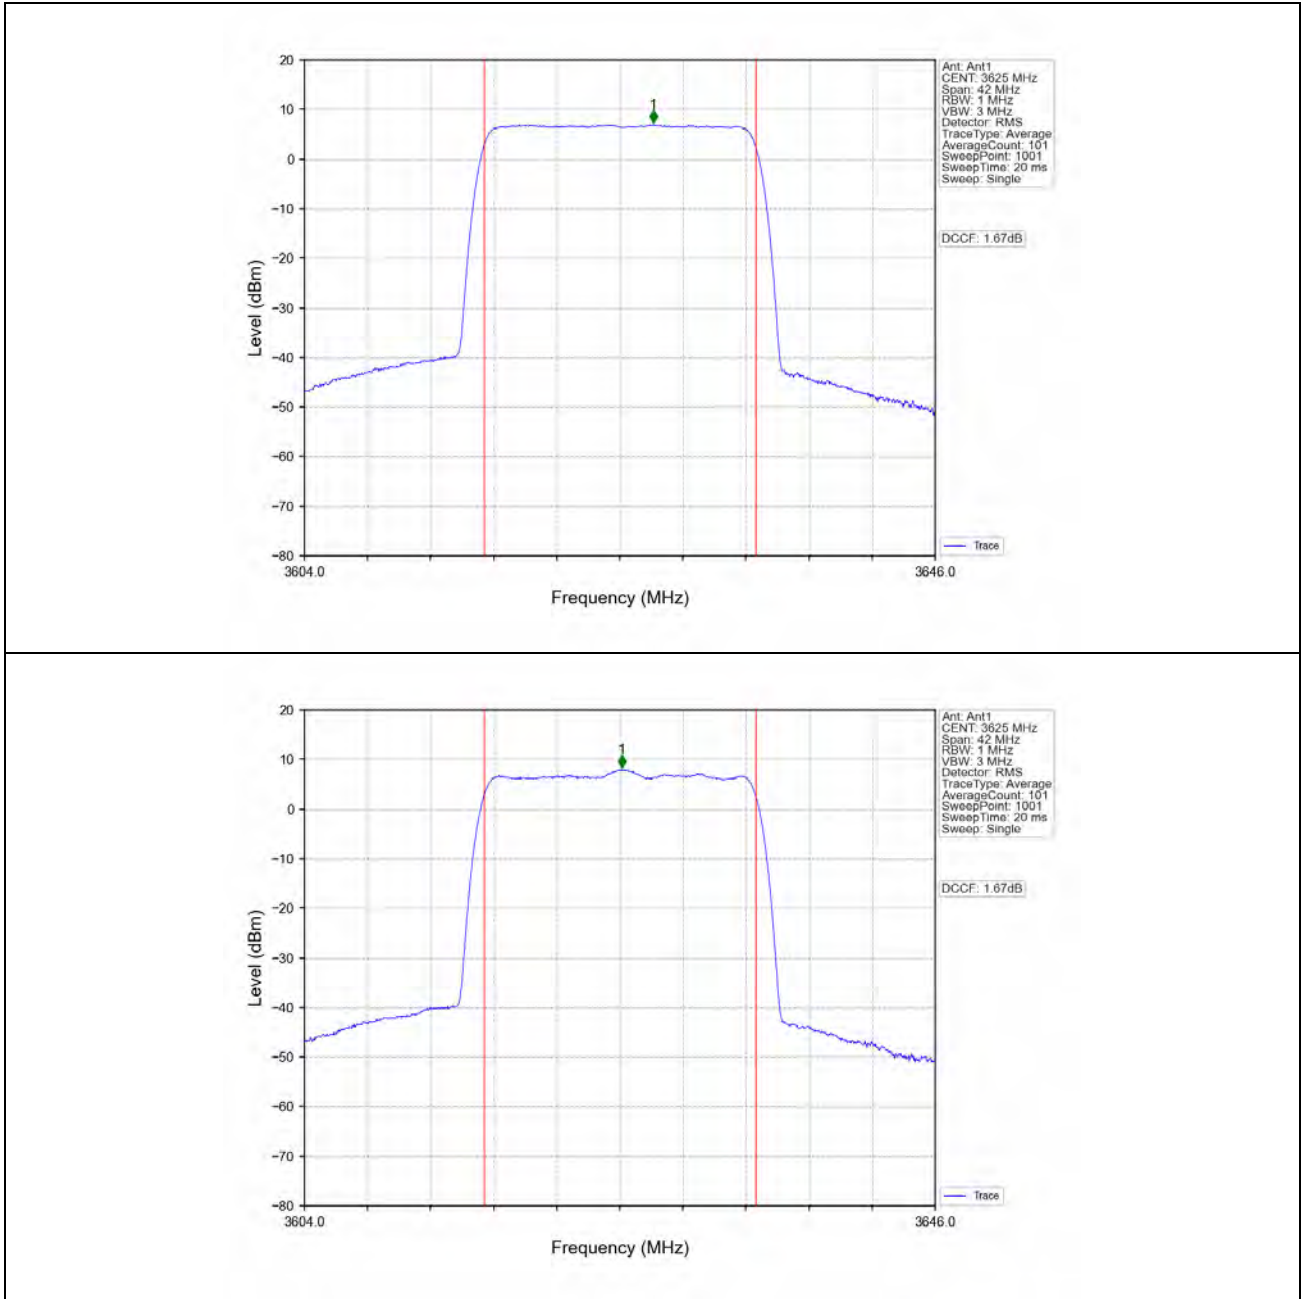 20
10
0
−10
−20
−30
−40
−50
−60
−70
−80
Level (dBm)
1
3604.0
3646.0
Frequency (MHz)
Ant: Ant1
CENT: 3625 MHz
Span: 42 MHz
RBW: 1 MHz
VBW: 3 MHz
Detector: RMS
TraceType: Average
AverageCount: 101
SweepPoint: 1001
SweepTime: 20 ms
Sweep: Single
DCCF: 1.67dB
Trace
20
10
0
−10
−20
−30
−40
−50
−60
−70
−80
Level (dBm)
1
3604.0
3646.0
Frequency (MHz)
Ant: Ant1
CENT: 3625 MHz
Span: 42 MHz
RBW: 1 MHz
VBW: 3 MHz
Detector: RMS
TraceType: Average
AverageCount: 101
SweepPoint: 1001
SweepTime: 20 ms
Sweep: Single
DCCF: 1.67dB
Trace